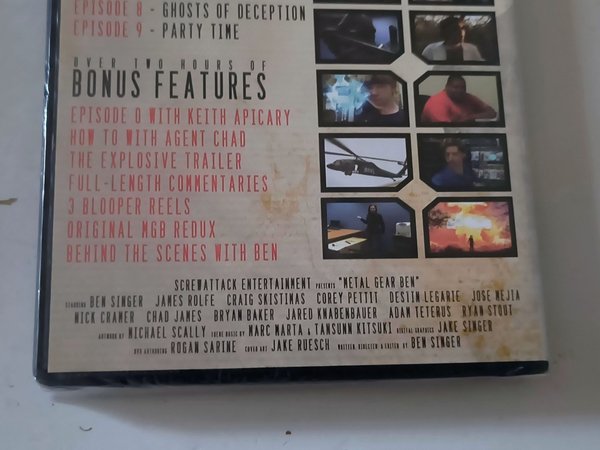 EPISODE 8 - GHOSTS OF DECEPTION
EPISODE 9 - PARTY TIME
OVER TWO HOURS OF
BONUS FEATURES
EPISODE 0 WITH KEITH APICARY
HOW TO WITH AGENT CHAD
THE EXPLOSIVE TRAILER
FULL-LENGTH COMMENTARIES
3 BLOOPER REELS
ORIGINAL MGB REDUX
BEHIND THE SCENES WITH BEN
SCREWATTACK ENTERTAINMENT PRESENTS "METAL GEAR BEN"
STARRING BEN SINGER JAMES ROLFE CRAIG SKISTIMAS COREY PETTIT DESTIN LEGARIE JOSE MEJIA
NICK CRAMER CHAD JAMES BRYAN BAKER JARED KNABENBAUER ADAM TETERUS RYAN STOUT
ARTWORK BY MICHAEL SCALLY THEME MUSIC BY MARC MARTA & TANSUNN KITSUKI DIGITAL GRAPHICS JAKE SINGER
DVD AUTHORING ROGAN SARINE COVER ART JAKE RUESCH WRITTEN, DIRECTED & EDITED BY BEN SINGER